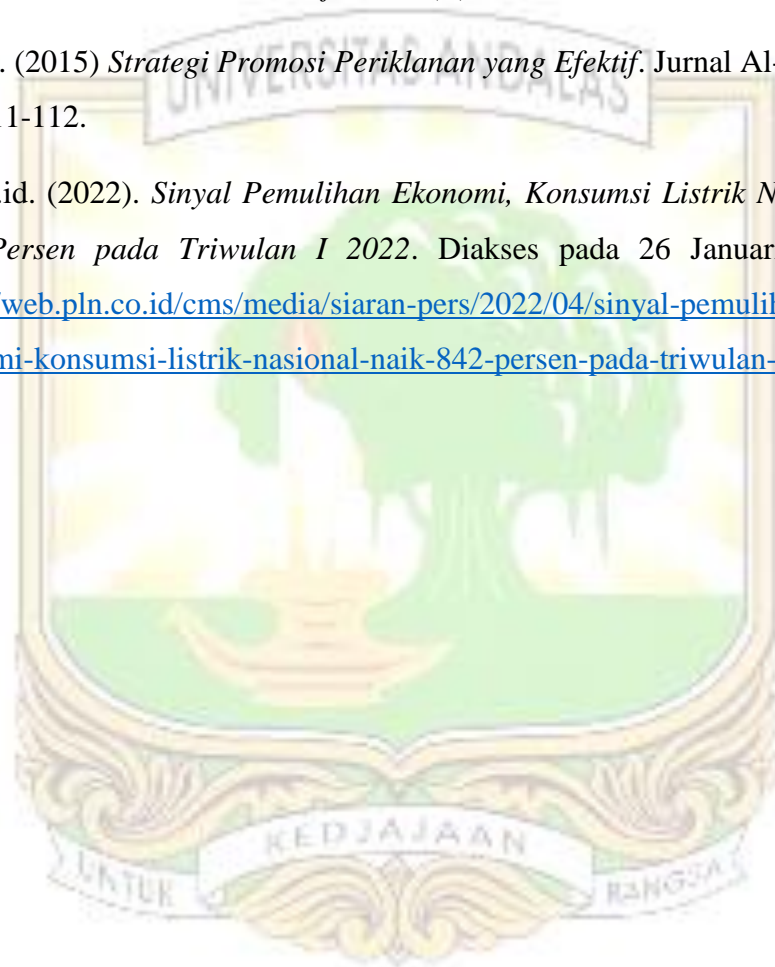 . (2015) Strategi Promosi Periklanan yang Efektif. Jurnal Al-
11-112.
.id. (2022). Sinyal Pemulihan Ekonomi, Konsumsi Listrik N
Persen pada Triwulan I 2022. Diakses pada 26 Januar
/web.pln.co.id/cms/media/siaran-pers/2022/04/sinyal-pemulih
mi-konsumsi-listrik-nasional-naik-842-persen-pada-triwulan-
UNIVERSITAS ANDALAS
KEDJAJAAN
UNTUK BANGSA